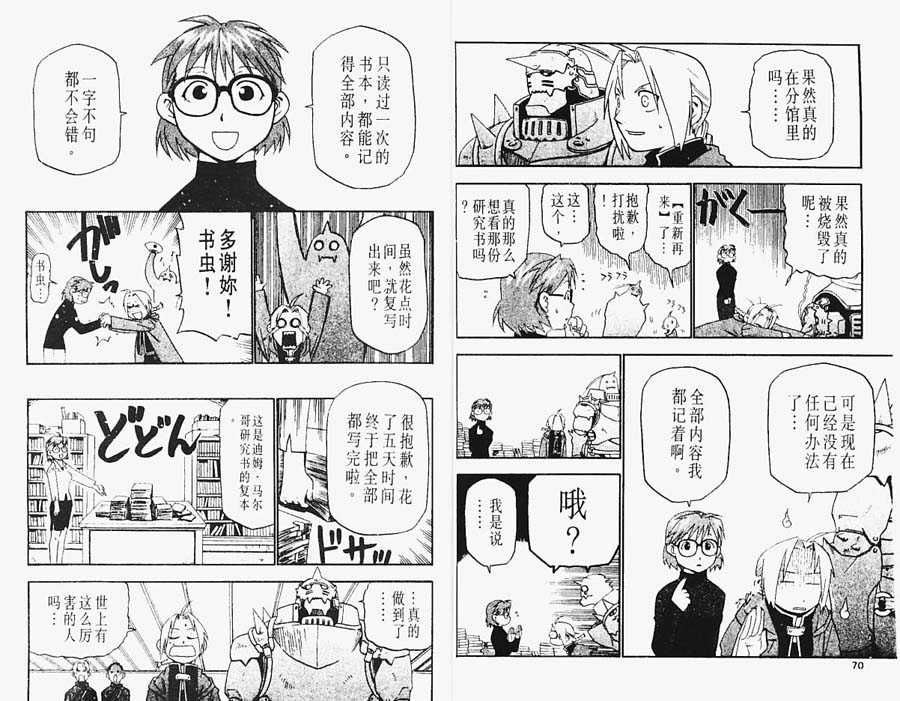 果然真的
在分馆里
吗……
果然真的
被烧毁了
呢…
がくー
【重新再
来】了…
抱歉
打扰啦
！
这…
这个，
真的那么
想看那份
研究书吗
？
可是现在
已经没有
任何办法
了…
全部内容我
都记着啊。
哦？
……
我是说
70
只读过一次的
书本，都能记
得全部内容。
一字不句
都不会错。
虽然花点时
间，就复写
出来吧？
多谢妳！
书虫！
がしっ
书虫…
很抱歉，花
了五天时间
终于把全部
都写完啦。
ドサッ
这是迪姆·马尔
哥研究书的复本
どどん
…真的
做到了
世上有
这么厉
害的人
吗…